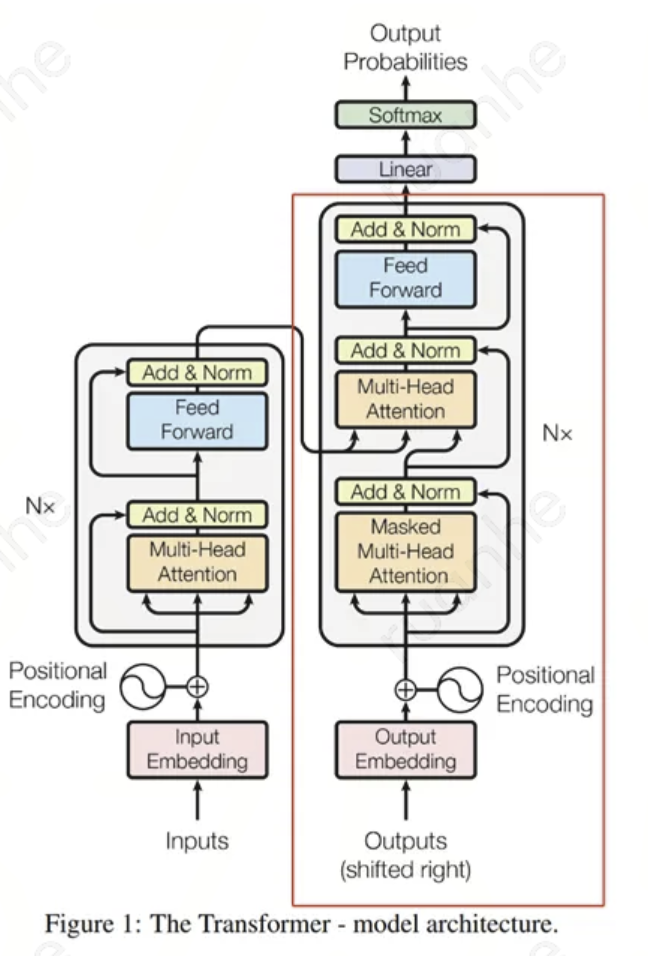 Output
Probabilities
Softmax
Linear
Add & Norm
Feed
Forward
Add & Norm
Multi-Head
Attention
Add & Norm
Masked
Multi-Head
Attention
Nx
Positional
Encoding
Output
Embedding
Outputs
(shifted right)
Add & Norm
Feed
Forward
Add & Norm
Multi-Head
Attention
Nx
Positional
Encoding
Input
Embedding
Inputs
Figure 1: The Transformer - model architecture.
ruanhe